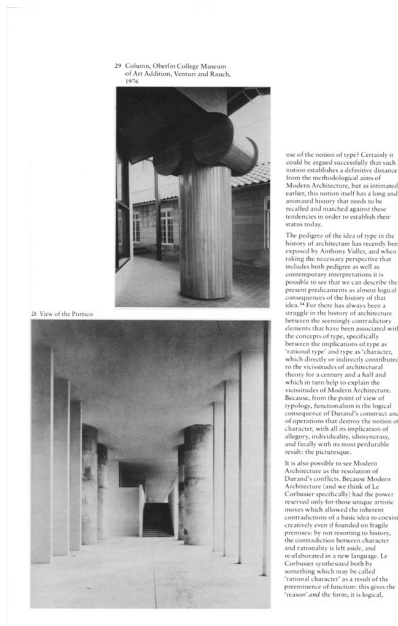 29 Column, Oberlin College Museum
of Art Addition, Venturi and Rauch,
1976
28 View of the Portico
use of the notion of type? Certainly it
could be argued successfully that such
notion establishes a definitive distance
from the methodological aims of
Modern Architecture, but as intimated
earlier, this notion itself has a long and
animated history that needs to be
recalled and matched against these
tendencies in order to establish their
status today.
The pedigree of the idea of type in the
history of architecture has recently bee
exposed by Anthony Vidler, and when
taking the necessary perspective that
includes both pedigree as well as
contemporary interpretations it is
possible to see that we can describe the
present predicaments as almost logical
consequences of the history of that
idea.34 For there has always been a
struggle in the history of architecture
between the seemingly contradictory
elements that have been associated with
the concepts of type, specifically
between the implications of type as
'rational type' and type as 'character,
which directly or indirectly contributed
to the vicissitudes of architectural
theory for a century and a half and
which in turn help to explain the
vicissitudes of Modern Architecture.
Because, from the point of view of
typology, functionalism is the logical
consequence of Durand's construct and
of operations that destroy the notion of
character, with all its implication of
allegory, individuality, idiosyncrasy,
and finally with its most perdurable
result: the picturesque.
It is also possible to see Modern
Architecture as the resolution of
Durand's conflicts. Because Modern
Architecture (and we think of Le
Corbusier specifically) had the power
reserved only for those unique artistic
moves which allowed the inherent
contradictions of a basic idea to coexist
creatively even if founded on fragile
premises: by not resorting to history,
the contradiction between character
and rationality is left aside, and
re-elaborated in a new language. Le
Corbusier synthesized both by
something which may be called
'rational character' as a result of the
preeminence of function: this gives the
'reason' and the form; it is logical,